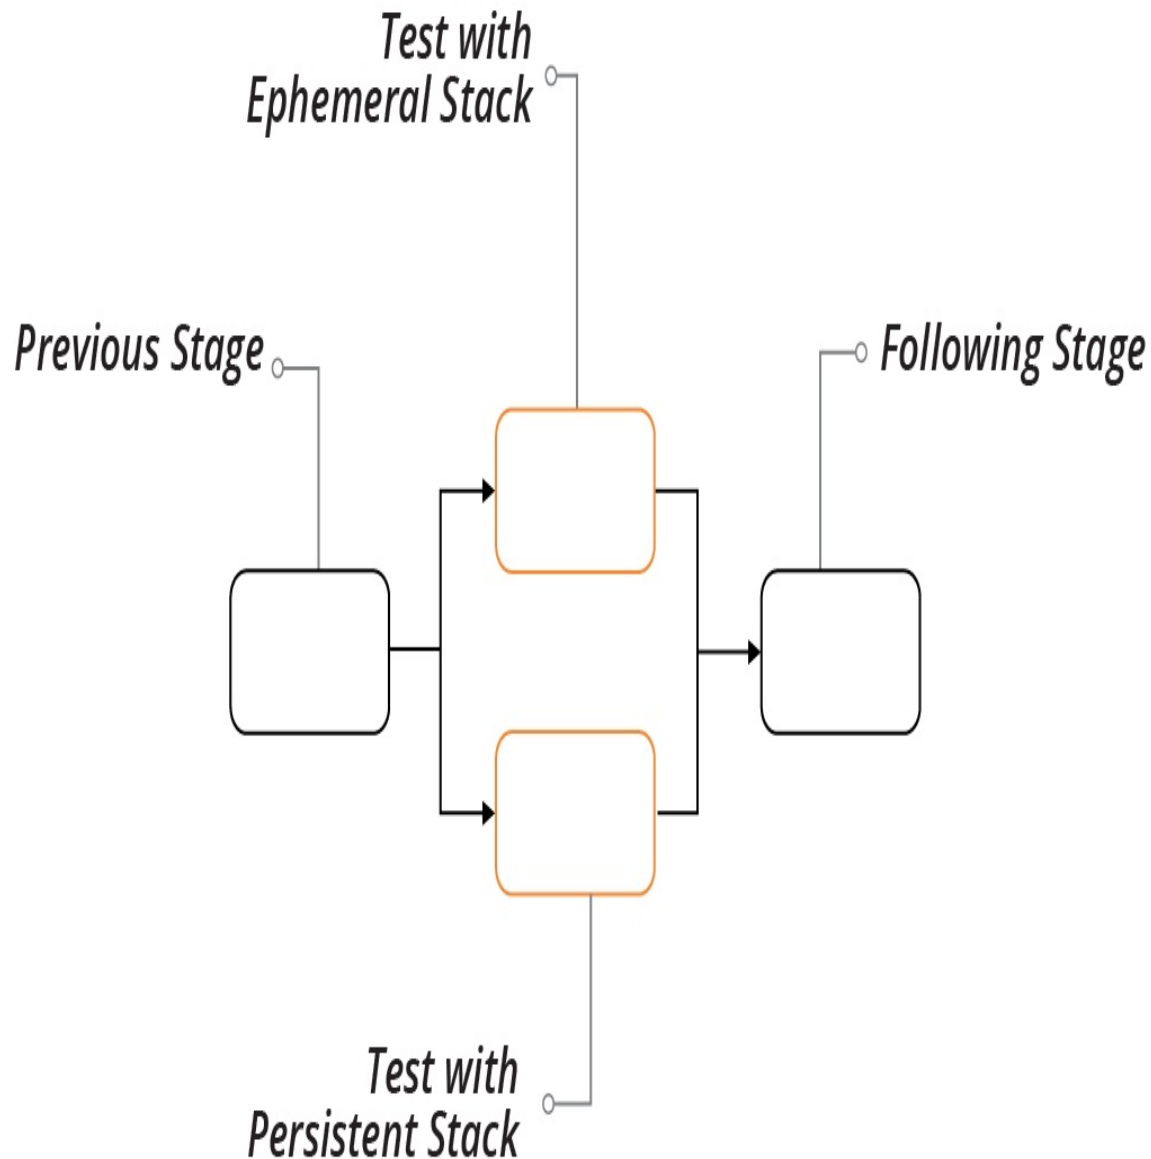 Test with
Ephemeral Stack
Previous Stage
Following Stage
Test with
Persistent Stack